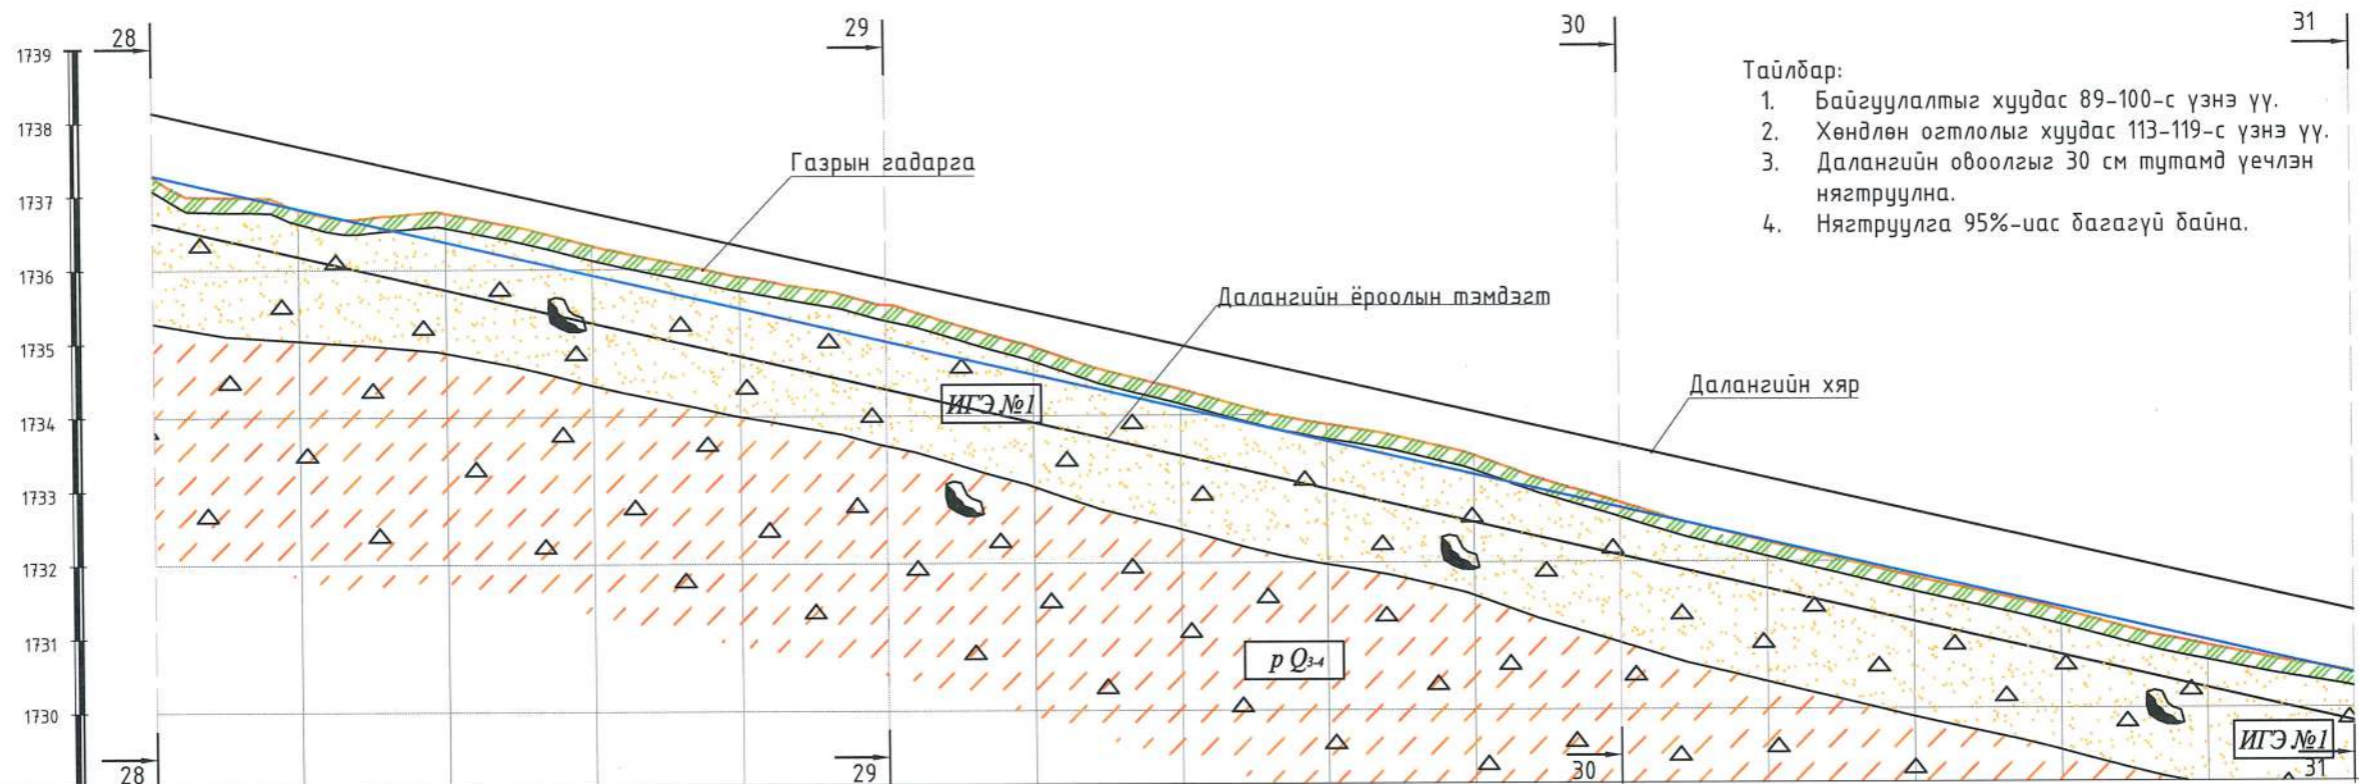 28
29
30
31
1739
1738
1737
1736
1735
1734
1733
1732
1731
1730
Тайлбар:
1. Байгуулалтыг хуудас 89-100-с үзнэ үү.
2. Хөндлөн огтлолыг хуудас 113-119-с үзнэ үү.
3. Далангийн овоолгыг 30 см тутамд үечлэн
нягтруулна.
4. Нягтруулга 95%-иас багагүй байна.
Газрын гадарга
Далангийн ёроолын тэмдэгт
Далангийн хяр
ИГЭ №1
p Q3-4
ИГЭ №1
28
29
30
31